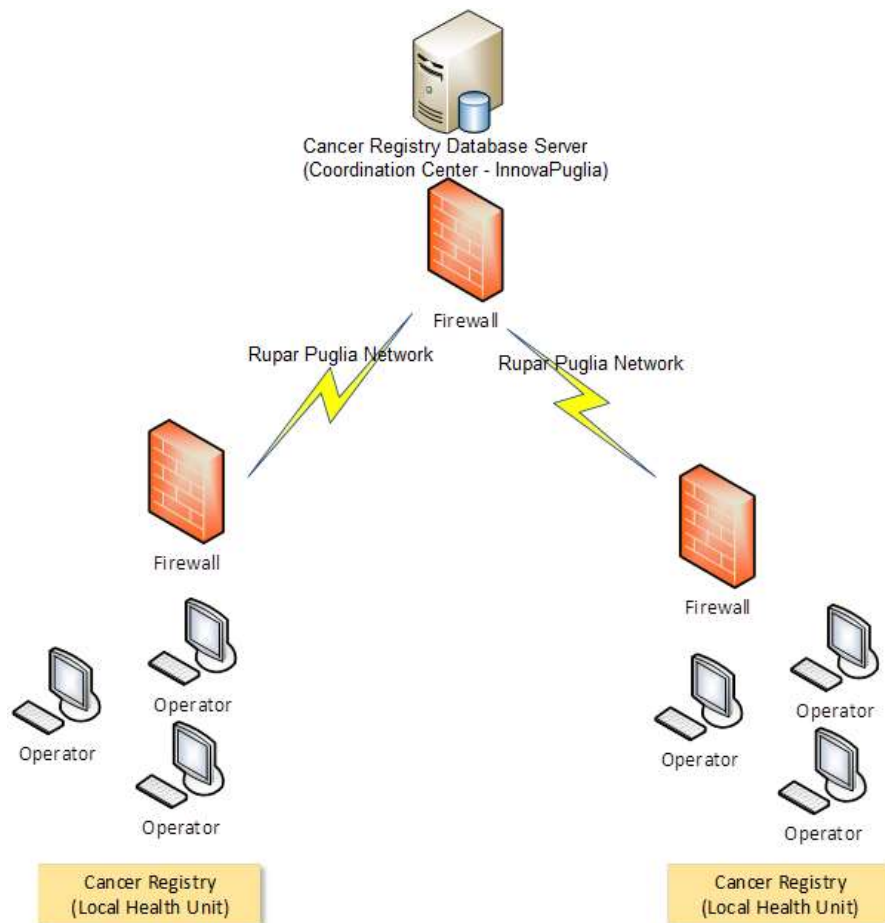 Cancer Registry Database Server
(Coordination Center - InnovaPuglia)
Firewall
Rupar Puglia Network
Rupar Puglia Network
Firewall
Firewall
Operator
Operator
Operator
Operator
Operator
Operator
Cancer Registry
(Local Health Unit)
Cancer Registry
(Local Health Unit)